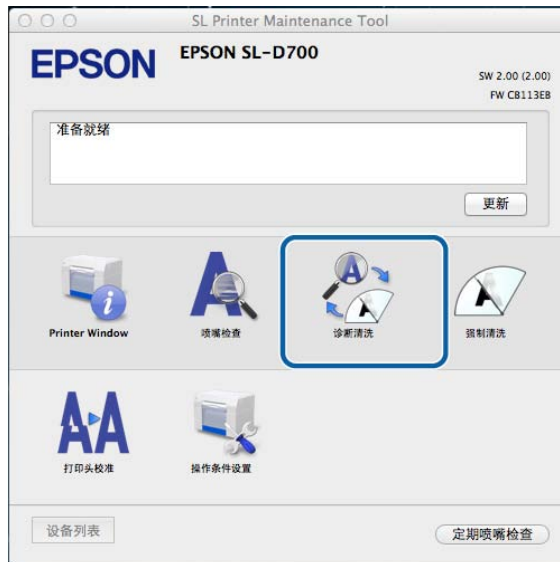 SL Printer Maintenance Tool
EPSON
EPSON SL-D700
SW 2.00 (2.00)
FW CB113EB
准备就绪
更新
Printer Window
喷嘴检查
诊断清洗
强制清洗
打印头校准
操作条件设置
设备列表
定期喷嘴检查